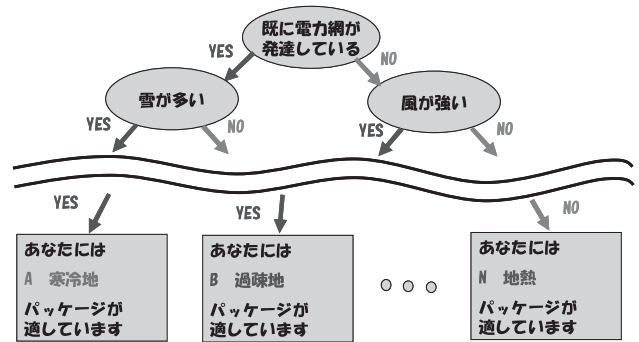 既に電力網が
発達している
YES
NO
雪が多い
風が強い
YES
NO
YES
NO
YES
YES
NO
あなたには
A 寒冷地
パッケージが
適しています
あなたには
B 過疎地
パッケージが
適しています
あなたには
N 地熱
パッケージが
適しています